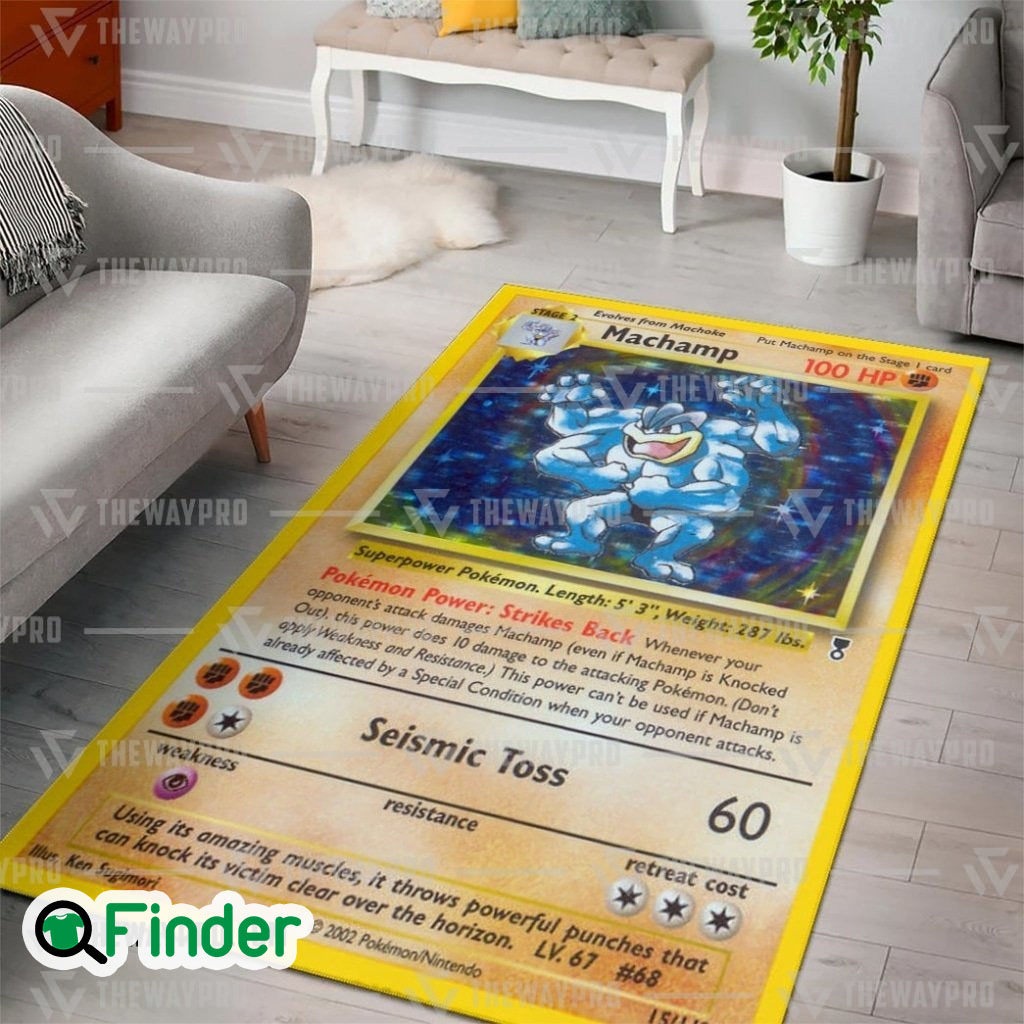 THEWAYPRO
STAGE 2 Evolves from Machoke
Put Machamp on the Stage 1 card
Machamp
100 HP
Superpower Pokémon. Length: 5' 3", Weight: 287 lbs.
Pokémon Power: Strikes Back Whenever your
opponent's attack damages Machamp (even if Machamp is Knocked
Out), this power does 10 damage to the attacking Pokémon. (Don't
apply Weakness and Resistance.) This power can't be used if Machamp is
already affected by a Special Condition when your opponent attacks.
Seismic Toss
60
weakness
resistance
retreat cost
Using its amazing muscles, it throws powerful punches that
can knock its victim clear over the horizon. LV. 67 #68
Illus. Ken Sugimori
© 2002 Pokémon/Nintendo
Finder